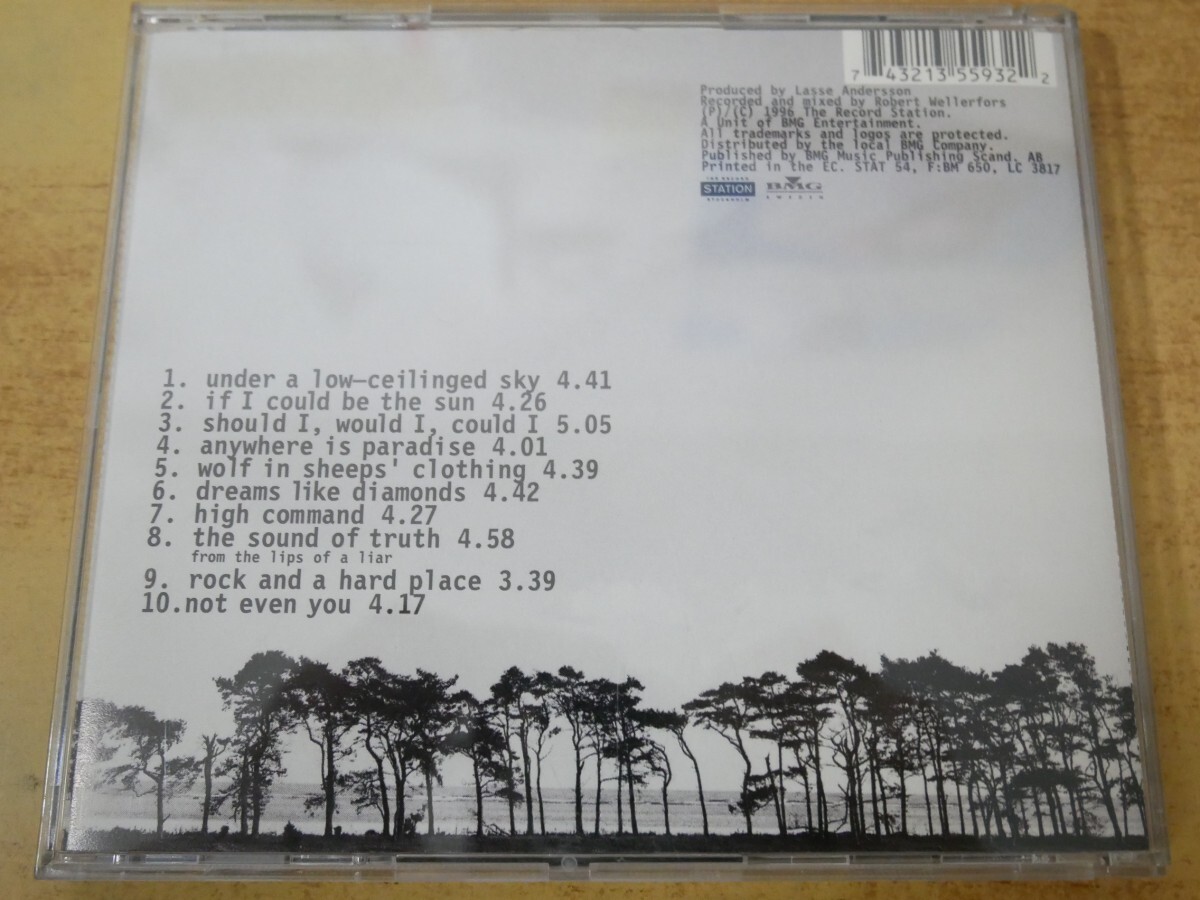 7 43213 55932 2
Produced by Lasse Andersson
Recorded and mixed by Robert Wellerfors
(P)/(C) 1996 The Record Station.
A Unit of BMG Entertainment.
All trademarks and logos are protected.
Distributed by the local BMG Company.
Published by BMG Music Publishing Scand. AB
Printed in the EC. STAT 54, F:BM 650, LC 3817
THE RECORD
STATION
STOCKHOLM
BMG
SWEDEN
1. under a low-ceilinged sky 4.41
2. if I could be the sun 4.26
3. should I, would I, could I 5.05
4. anywhere is paradise 4.01
5. wolf in sheeps' clothing 4.39
6. dreams like diamonds 4.42
7. high command 4.27
8. the sound of truth 4.58
from the lips of a liar
9. rock and a hard place 3.39
10.not even you 4.17